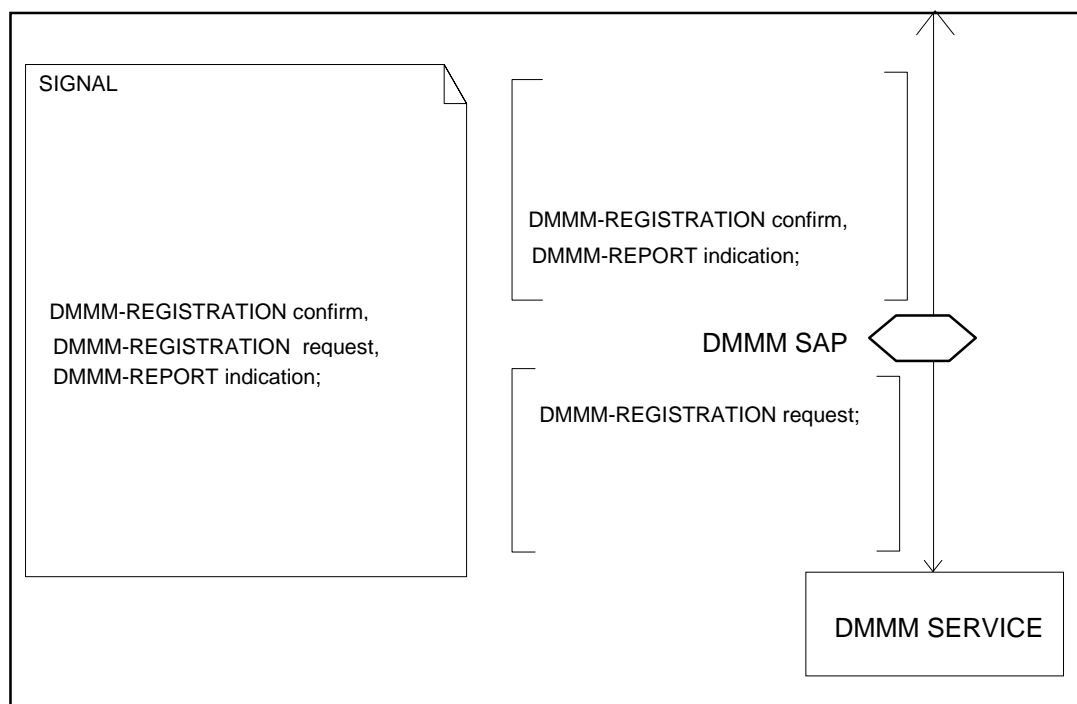 SIGNAL
DMMM-REGISTRATION confirm,
DMMM-REGISTRATION request,
DMMM-REPORT indication;
DMMM-REGISTRATION confirm,
DMMM-REPORT indication;
DMMM SAP
DMMM-REGISTRATION request;
DMMM SERVICE